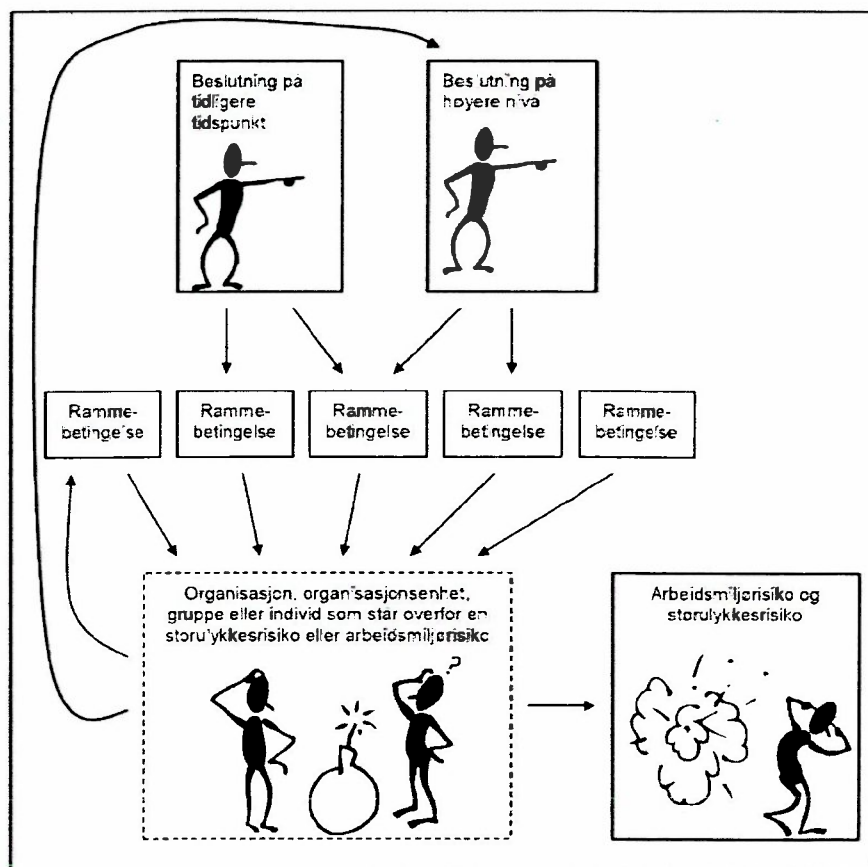 Beslutning på
tidligere
tidspunkt
Beslutning på
høyere nivå
Ramme-
betingelse
Ramme-
betingelse
Ramme-
betingelse
Ramme-
betingelse
Ramme-
betingelse
Organisasjon, organisasjonsenhet,
gruppe eller individ som står overfor en
storulykkesrisiko eller arbeidsmiljørisiko
?
Arbeidsmiljørisiko og
storulykkesrisiko